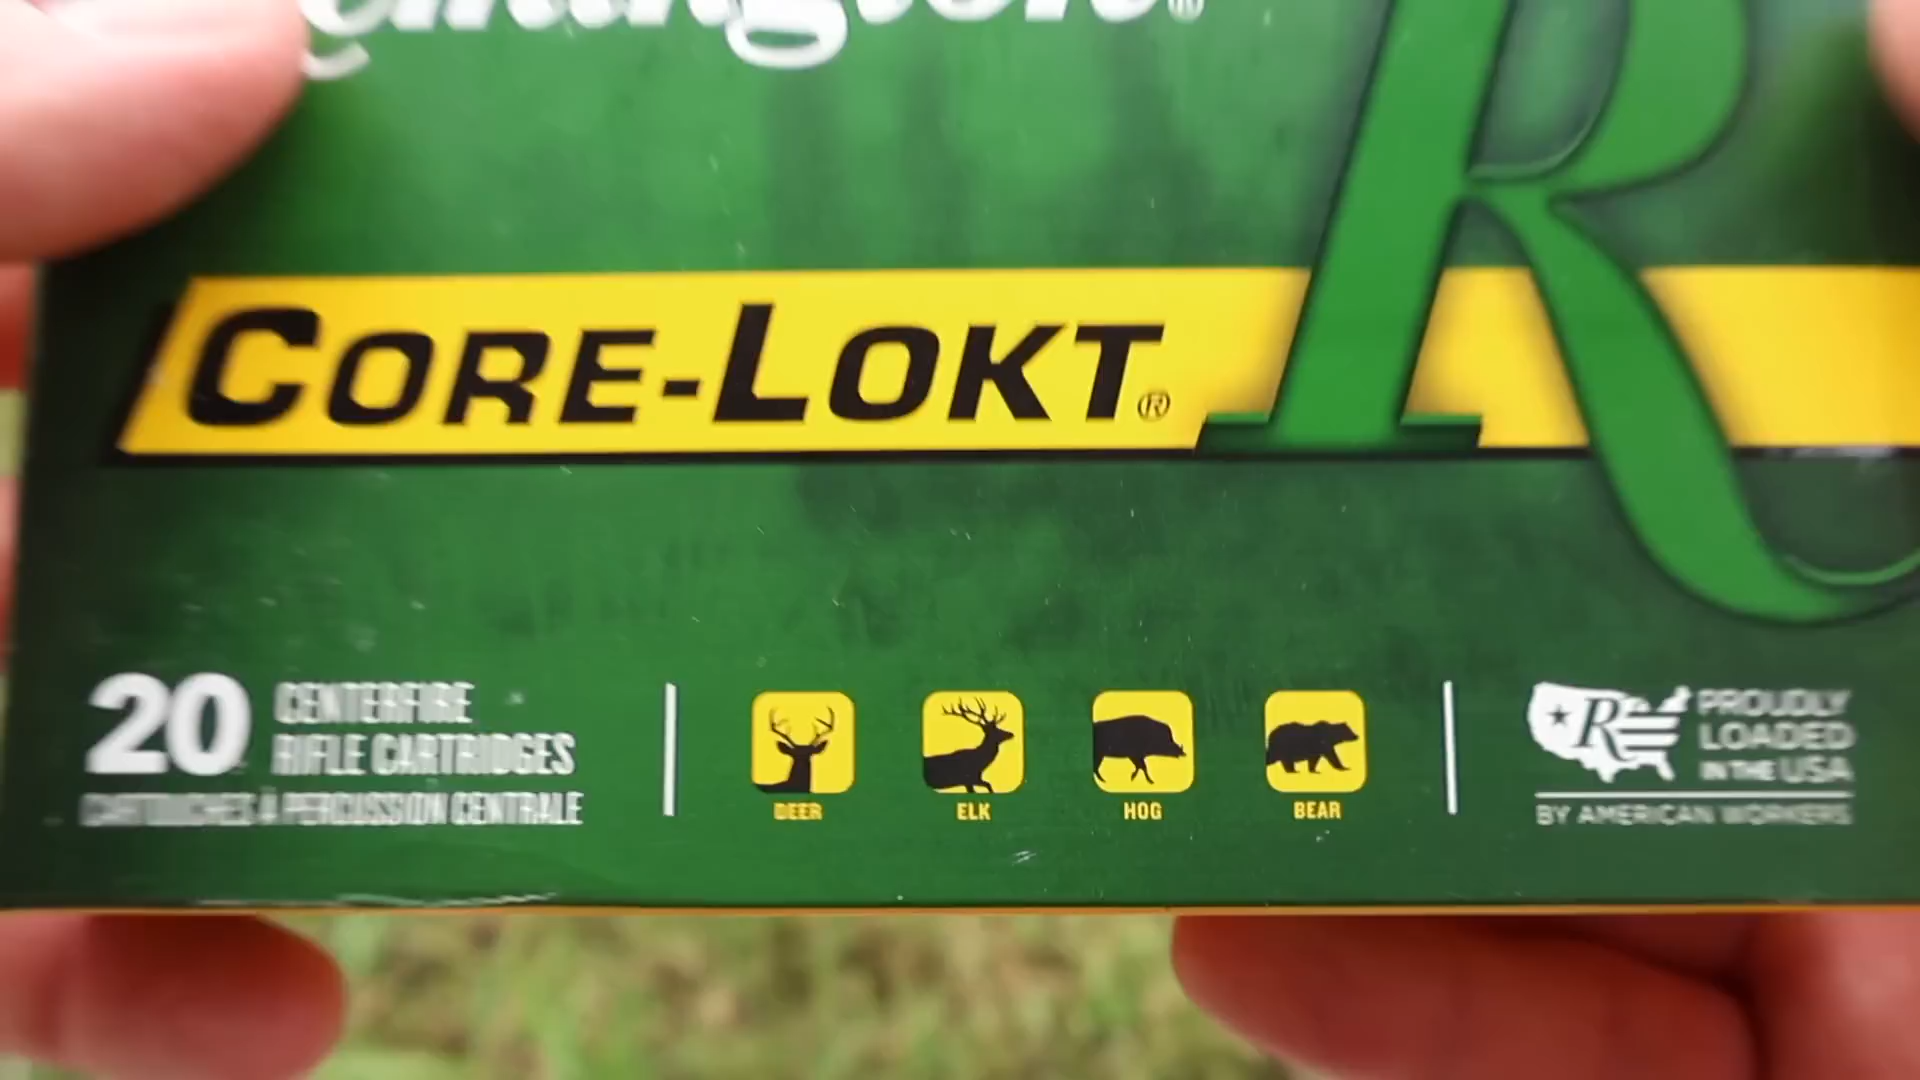 Remington®
CORE-LOKT®
20 CENTERFIRE
RIFLE CARTRIDGES
CARTOUCHES À PERCUSSION CENTRALE
DEER
ELK
HOG
BEAR
R
PROUDLY
LOADED
IN THE USA
BY AMERICAN WORKERS